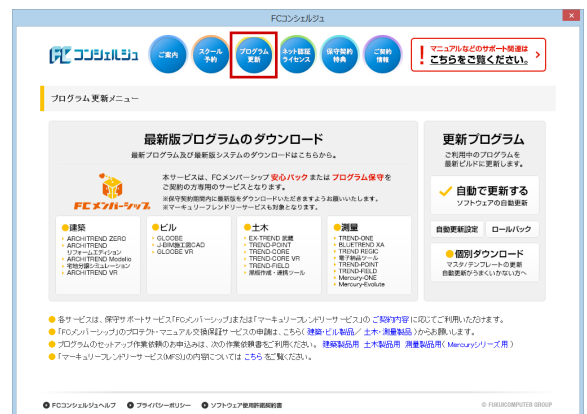 FCコンシェルジュ
FC コンシェルジュ
ご案内
スクール
予約
プログラム
更新
ネット認証
ライセンス
保守契約
特典
ご契約
情報
マニュアルなどのサポート関連は
こちらをご覧ください。
プログラム更新メニュー
最新版プログラムのダウンロード
最新プログラム及び最新版システムのダウンロードはこちらから。
FCメンバーシップ
本サービスは、FCメンバーシップ 安心パック または プログラム保守を
ご契約の方専用のサービスとなります。
※保守契約期間内に最新版をダウンロードいただきますようお願いいたします。
※マーキュリーフレンドリーサービスも対象となります。
●建築
ARCHITREND ZERO
ARCHITREND
リフォームエディション
ARCHITREND Modelio
宅地分譲シミュレーション
ARCHITREND VR
●ビル
GLOOBE
J-BIM施工図CAD
GLOOBE VR
●土木
EX-TREND 武蔵
TREND-POINT
TREND-CORE
TREND-CORE VR
TREND-FIELD
黒板作成・連携ツール
●測量
TREND-ONE
BLUETREND XA
TREND REGIC
電子納品ツール
TREND-POINT
TREND-FIELD
Mercury-ONE
Mercury-Evolute
更新プログラム
ご利用中のプログラムを
最新ビルドに更新します。
自動で更新する
ソフトウェアの自動更新
自動更新設定
ロールバック
●個別ダウンロード
マスタ/テンプレートの更新
自動更新がうまくいかない方へ
● 各サービスは、保守サポートサービス「FCメンバーシップ」または「マーキュリーフレンドリーサービス」の ご契約内容 に応じてご利用いただけます。
● 「FCメンバーシップ」のプロテクト・マニュアル交換保証サービスの申請は、こちら( 建築・ビル製品 / 土木・測量製品 )からお願いします。
● プログラムのセットアップ作業依頼のお申込みは、次の作業依頼書をご利用ください。 建築製品用 土木製品用 測量製品用( Mercuryシリーズ用 )
● 「マーキュリーフレンドリーサービス(MFS)」の内容については こちら をご覧ください。
FCコンシェルジュヘルプ
プライバシーポリシー
ソフトウェア使用許諾契約書
© FUKUICOMPUTER GROUP